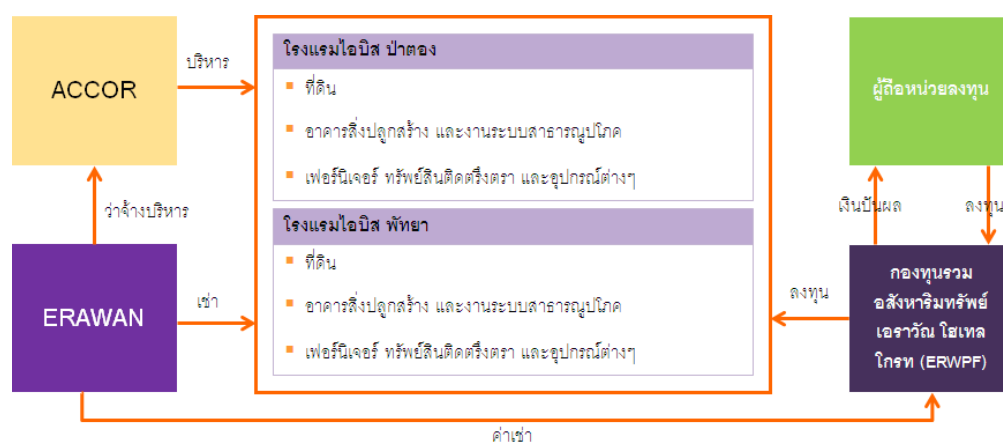 ACCOR
บริหาร
โรงแรมไอบิส ป่าตอง
ที่ดิน
อาคารสิ่งปลูกสร้าง และงานระบบสาธารณูปโภค
เฟอร์นิเจอร์ ทรัพย์สินติดตรึงตรา และอุปกรณ์ต่างๆ
ผู้ถือหน่วยลงทุน
ว่าจ้างบริหาร
โรงแรมไอบิส พัทยา
ที่ดิน
อาคารสิ่งปลูกสร้าง และงานระบบสาธารณูปโภค
เฟอร์นิเจอร์ ทรัพย์สินติดตรึงตรา และอุปกรณ์ต่างๆ
เงินปันผล
ลงทุน
ERAWAN
เช่า
ลงทุน
กองทุนรวม
อสังหาริมทรัพย์
เอราวัณ โฮเทล
โกรท (ERWPF)
ค่าเช่า